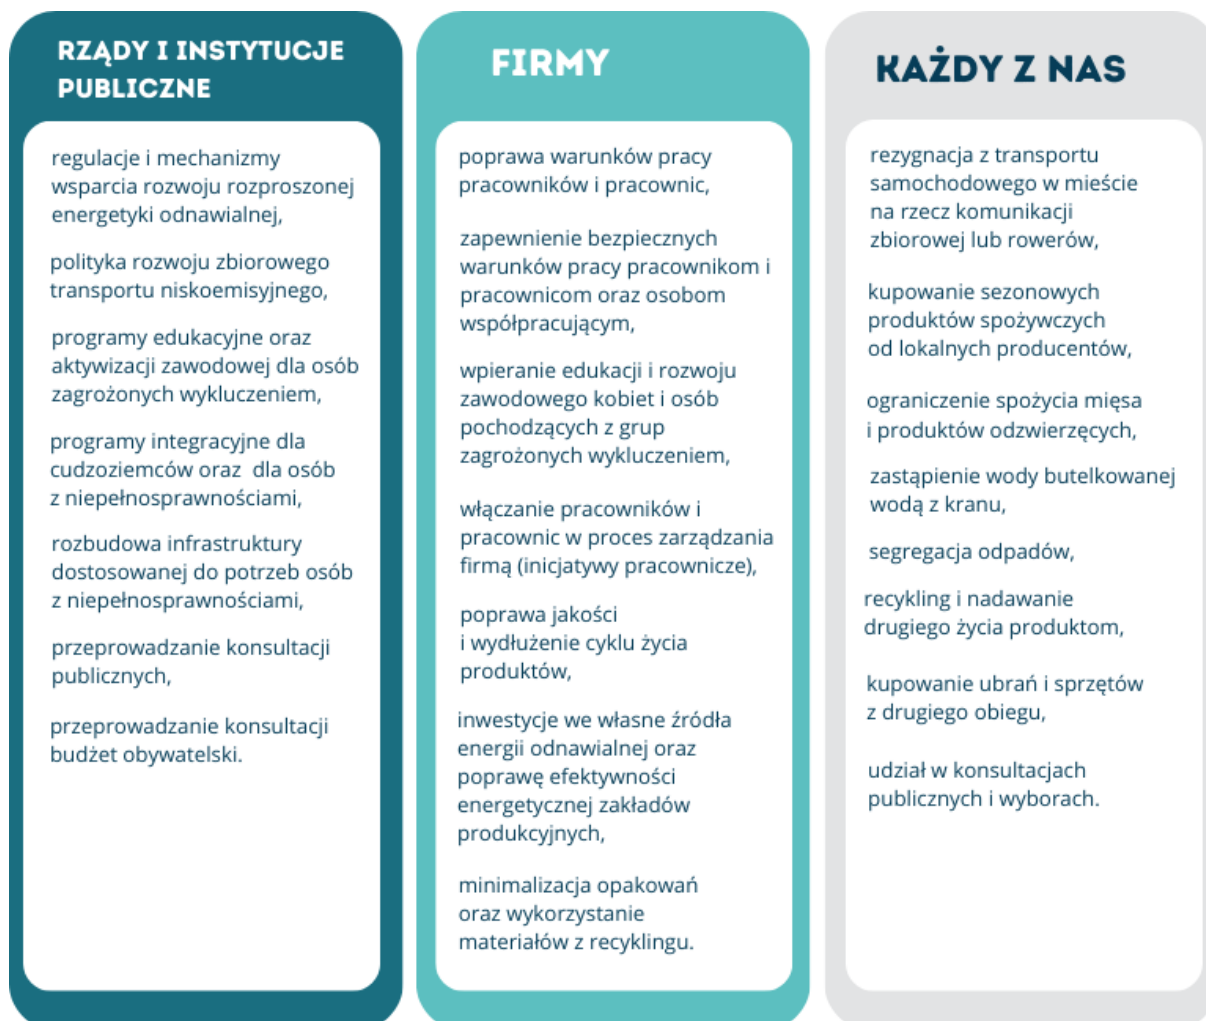 RZĄDY I INSTYTUCJE
PUBLICZNE
regulacje i mechanizmy
wsparcia rozwoju rozproszonej
energetyki odnawialnej,
polityka rozwoju zbiorowego
transportu niskoemisyjnego,
programy edukacyjne oraz
aktywizacji zawodowej dla osób
zagrożonych wykluczeniem,
programy integracyjne dla
cudzoziemców oraz dla osób
z niepełnosprawnościami,
rozbudowa infrastruktury
dostosowanej do potrzeb osób
z niepełnosprawnościami,
przeprowadzanie konsultacji
publicznych,
przeprowadzanie konsultacji
budżet obywatelski.
FIRMY
poprawa warunków pracy
pracowników i pracownic,
zapewnienie bezpiecznych
warunków pracy pracownikom i
pracownicom oraz osobom
współpracującym,
wpieranie edukacji i rozwoju
zawodowego kobiet i osób
pochodzących z grup
zagrożonych wykluczeniem,
włączanie pracowników i
pracownic w proces zarządzania
firmą (inicjatywy pracownicze),
poprawa jakości
i wydłużenie cyklu życia
produktów,
inwestycje we własne źródła
energii odnawialnej oraz
poprawę efektywności
energetycznej zakładów
produkcyjnych,
minimalizacja opakowań
oraz wykorzystanie
materiałów z recyklingu.
KAŻDY Z NAS
rezygnacja z transportu
samochodowego w mieście
na rzecz komunikacji
zbiorowej lub rowerów,
kupowanie sezonowych
produktów spożywczych
od lokalnych producentów,
ograniczenie spożycia mięsa
i produktów odzwierzęcych,
zastąpienie wody butelkowanej
wodą z kranu,
segregacja odpadów,
recykling i nadawanie
drugiego życia produktom,
kupowanie ubrań i sprzętów
z drugiego obiegu,
udział w konsultacjach
publicznych i wyborach.